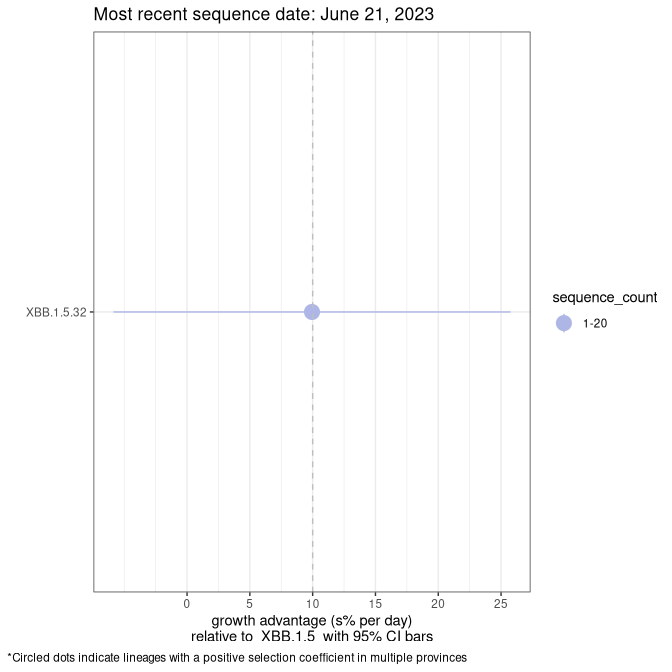 Most recent sequence date: June 21, 2023
XBB.1.5.32
sequence_count
1-20
0 5 10 15 20 25
growth advantage (s% per day)
relative to XBB.1.5 with 95% CI bars
*Circled dots indicate lineages with a positive selection coefficient in multiple provinces